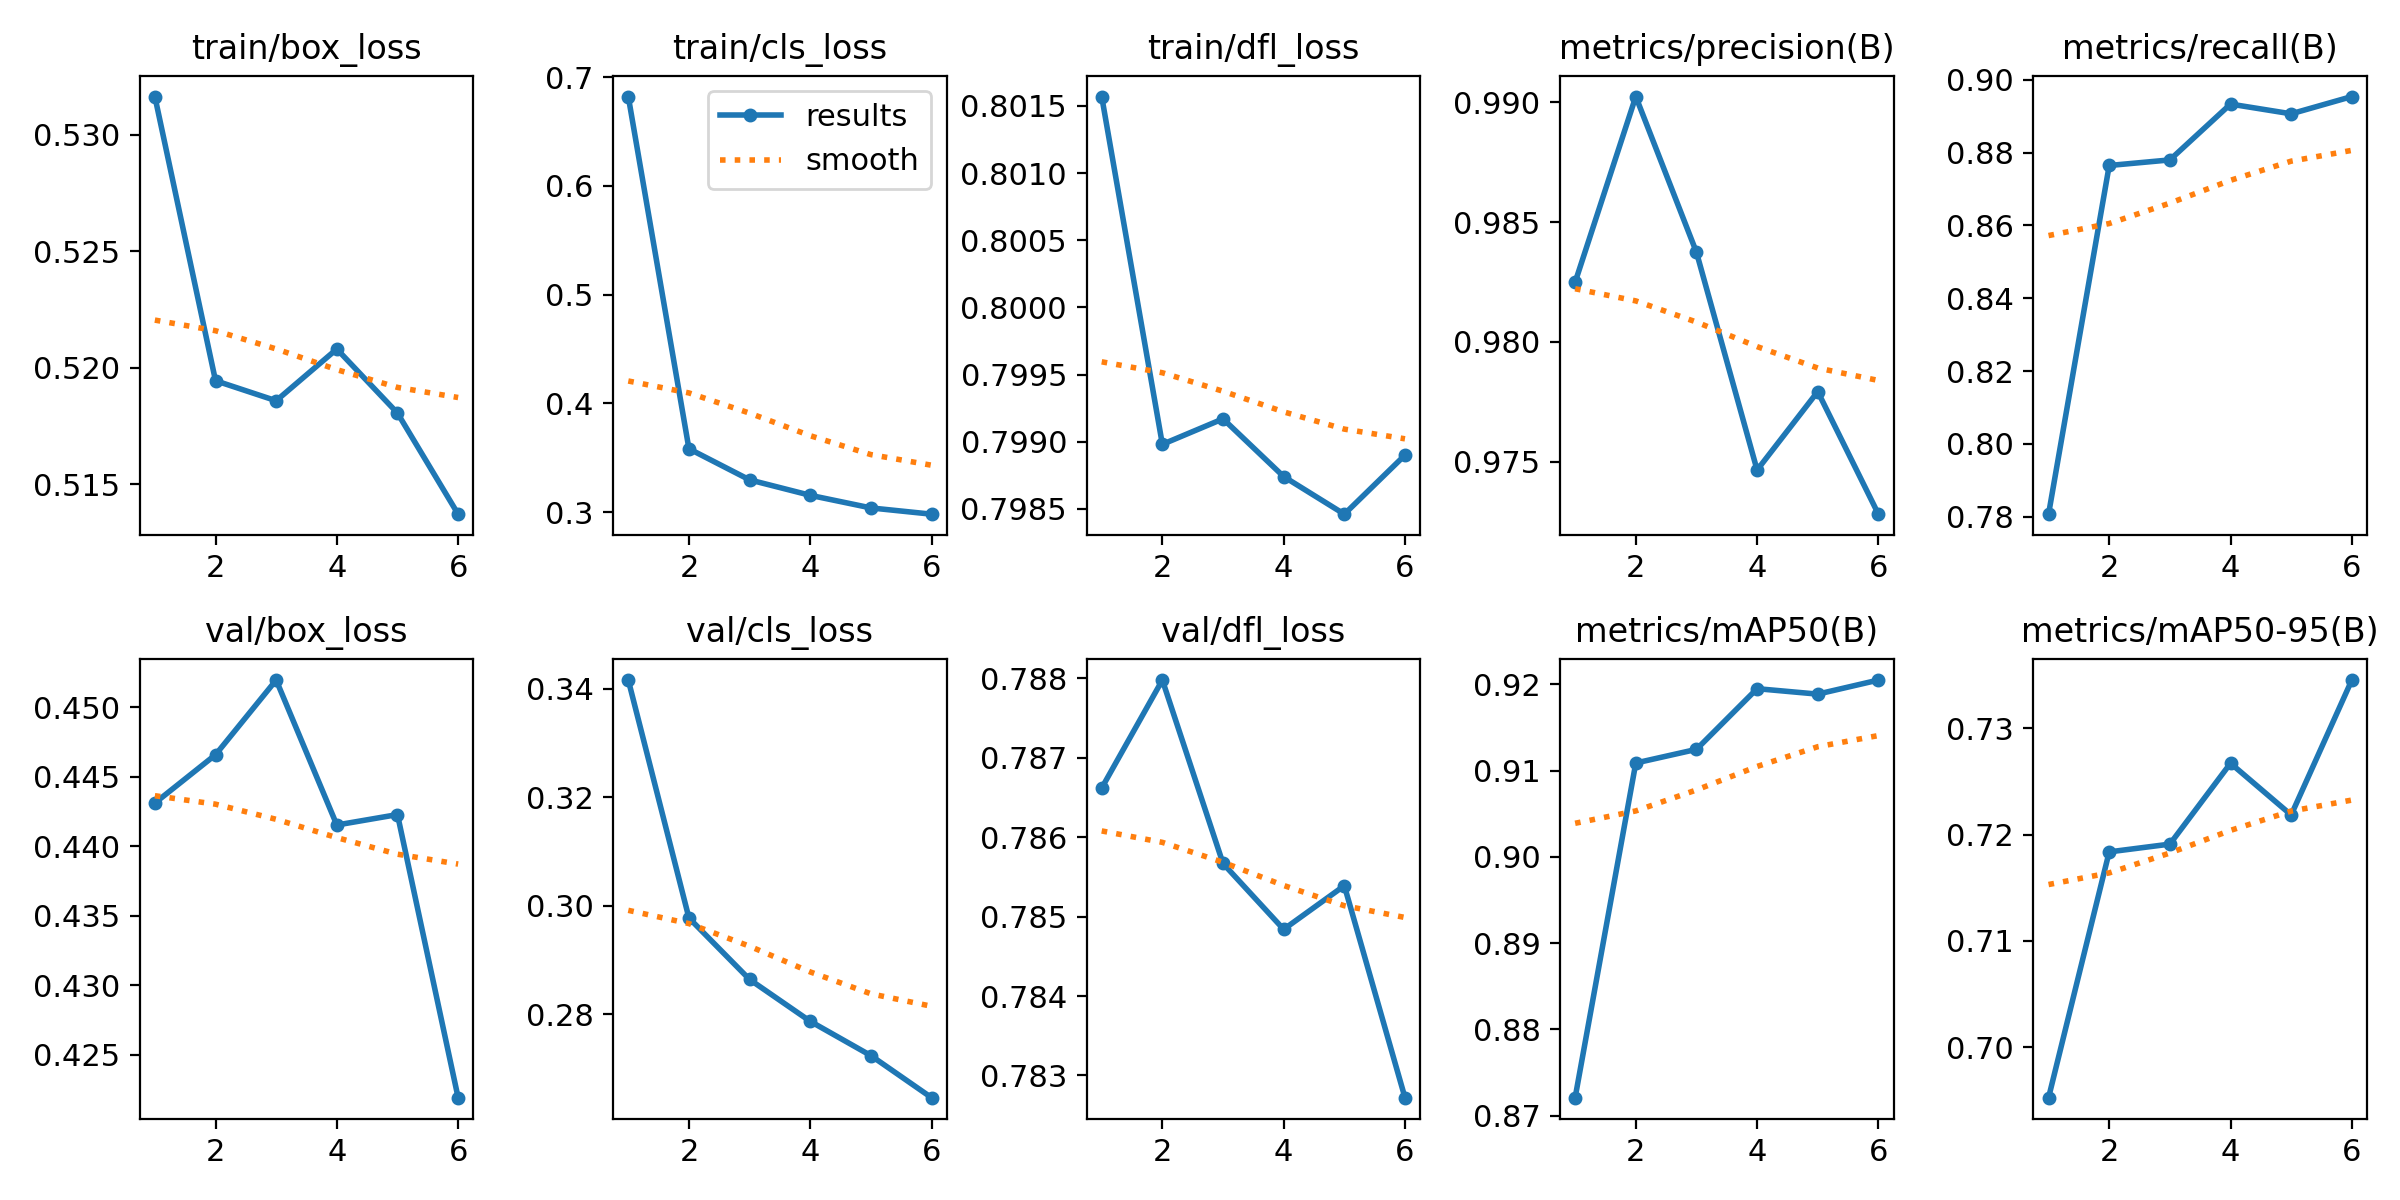 train/box_loss
0.530
0.525
0.520
0.515
2 4 6
train/cls_loss
0.7
0.6
0.5
0.4
0.3
2 4 6
results
smooth
train/dfl_loss
0.8015
0.8010
0.8005
0.8000
0.7995
0.7990
0.7985
2 4 6
metrics/precision(B)
0.990
0.985
0.980
0.975
2 4 6
metrics/recall(B)
0.90
0.88
0.86
0.84
0.82
0.80
0.78
2 4 6
val/box_loss
0.450
0.445
0.440
0.435
0.430
0.425
2 4 6
val/cls_loss
0.34
0.32
0.30
0.28
2 4 6
val/dfl_loss
0.788
0.787
0.786
0.785
0.784
0.783
2 4 6
metrics/mAP50(B)
0.92
0.91
0.90
0.89
0.88
0.87
2 4 6
metrics/mAP50-95(B)
0.73
0.72
0.71
0.70
2 4 6